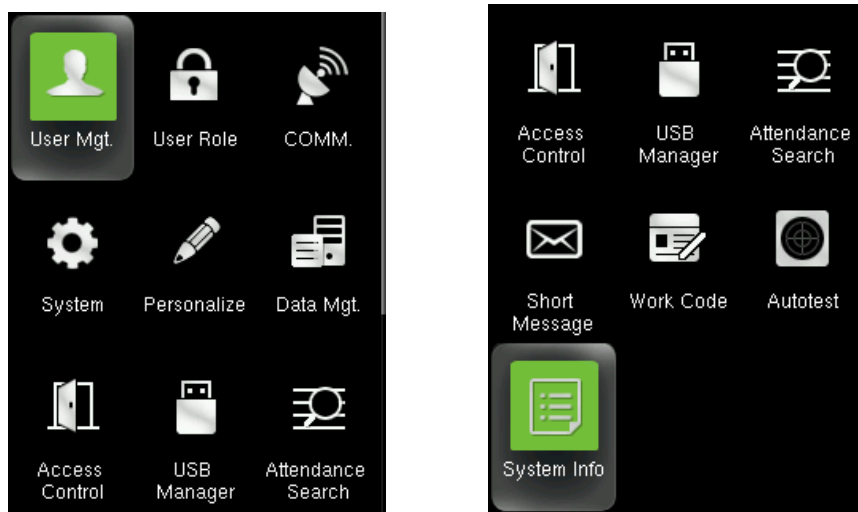 User Mgt.
User Role
COMM.
System
Personalize
Data Mgt.
Access
Control
USB
Manager
Attendance
Search
Access
Control
USB
Manager
Attendance
Search
Short
Message
Work Code
Autotest
System Info